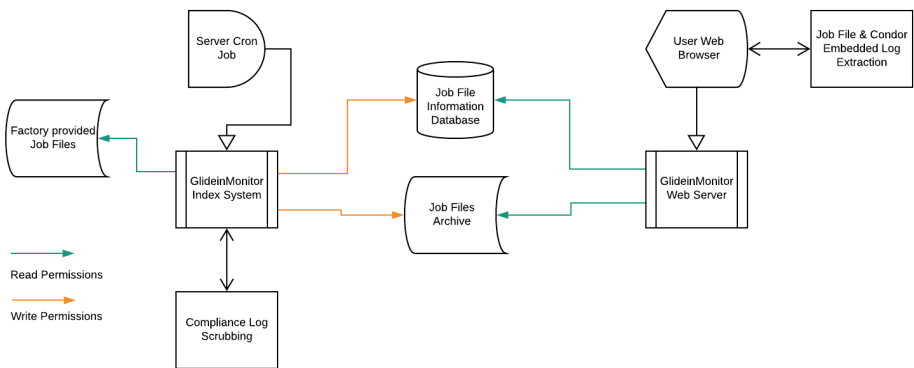 Server Cron
Job
User Web
Browser
Job File & Condor
Embedded Log
Extraction
Job File
Information
Database
Factory provided
Job Files
GlideinMonitor
Index System
GlideinMonitor
Web Server
Job Files
Archive
Read Permissions
Write Permissions
Compliance Log
Scrubbing